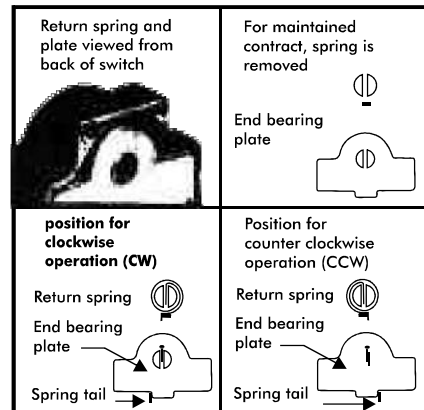 Return spring and
plate viewed from
back of switch
For maintained
contract, spring is
removed
End bearing
plate
position for
clockwise
operation (CW)
Return spring
End bearing
plate
Spring tail
Position for
counter clockwise
operation (CCW)
Return spring
End bearing
plate
Spring tail